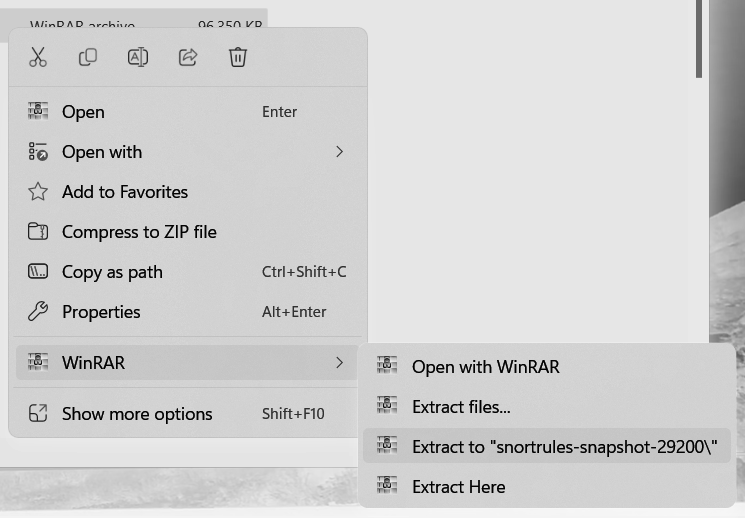 WinRAR archive 96,350 KB
Open Enter
Open with
Add to Favorites
Compress to ZIP file
Copy as path Ctrl+Shift+C
Properties Alt+Enter
WinRAR
Show more options Shift+F10
Open with WinRAR
Extract files...
Extract to "snortrules-snapshot-29200\"
Extract Here